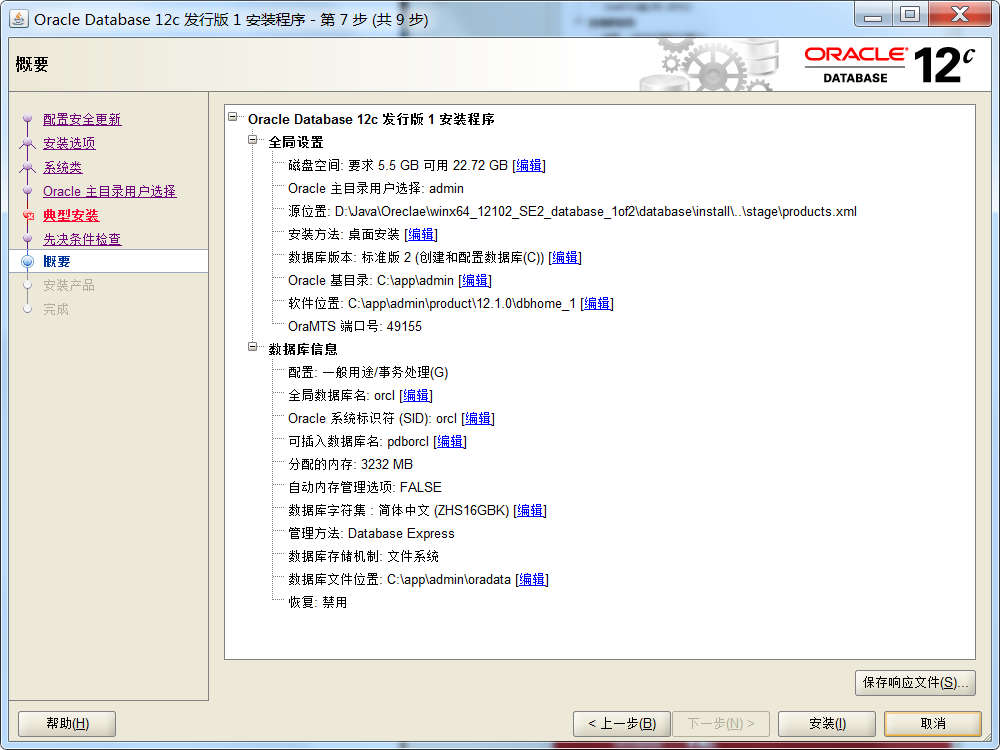 Oracle Database 12c 发行版 1 安装程序 - 第 7 步 (共 9 步)
概要
ORACLE
DATABASE
12c
配置安全更新
安装选项
系统类
Oracle 主目录用户选择
典型安装
先决条件检查
概要
安装产品
完成
Oracle Database 12c 发行版 1 安装程序
全局设置
磁盘空间: 要求 5.5 GB 可用 22.72 GB [编辑]
Oracle 主目录用户选择: admin
源位置: D:\Java\Oreclae\winx64_12102_SE2_database_1of2\database\install\..\stage\products.xml
安装方法: 桌面安装 [编辑]
数据库版本: 标准版 2 (创建和配置数据库(C)) [编辑]
Oracle 基目录: C:\app\admin [编辑]
软件位置: C:\app\admin\product\12.1.0\dbhome_1 [编辑]
OraMTS 端口号: 49155
数据库信息
配置: 一般用途/事务处理(G)
全局数据库名: orcl [编辑]
Oracle 系统标识符 (SID): orcl [编辑]
可插入数据库名: pdborcl [编辑]
分配的内存: 3232 MB
自动内存管理选项: FALSE
数据库字符集 : 简体中文 (ZHS16GBK) [编辑]
管理方法: Database Express
数据库存储机制: 文件系统
数据库文件位置: C:\app\admin\oradata [编辑]
恢复: 禁用
保存响应文件(S)...
帮助(H)
< 上一步(B)
下一步(N) >
安装(I)
取消